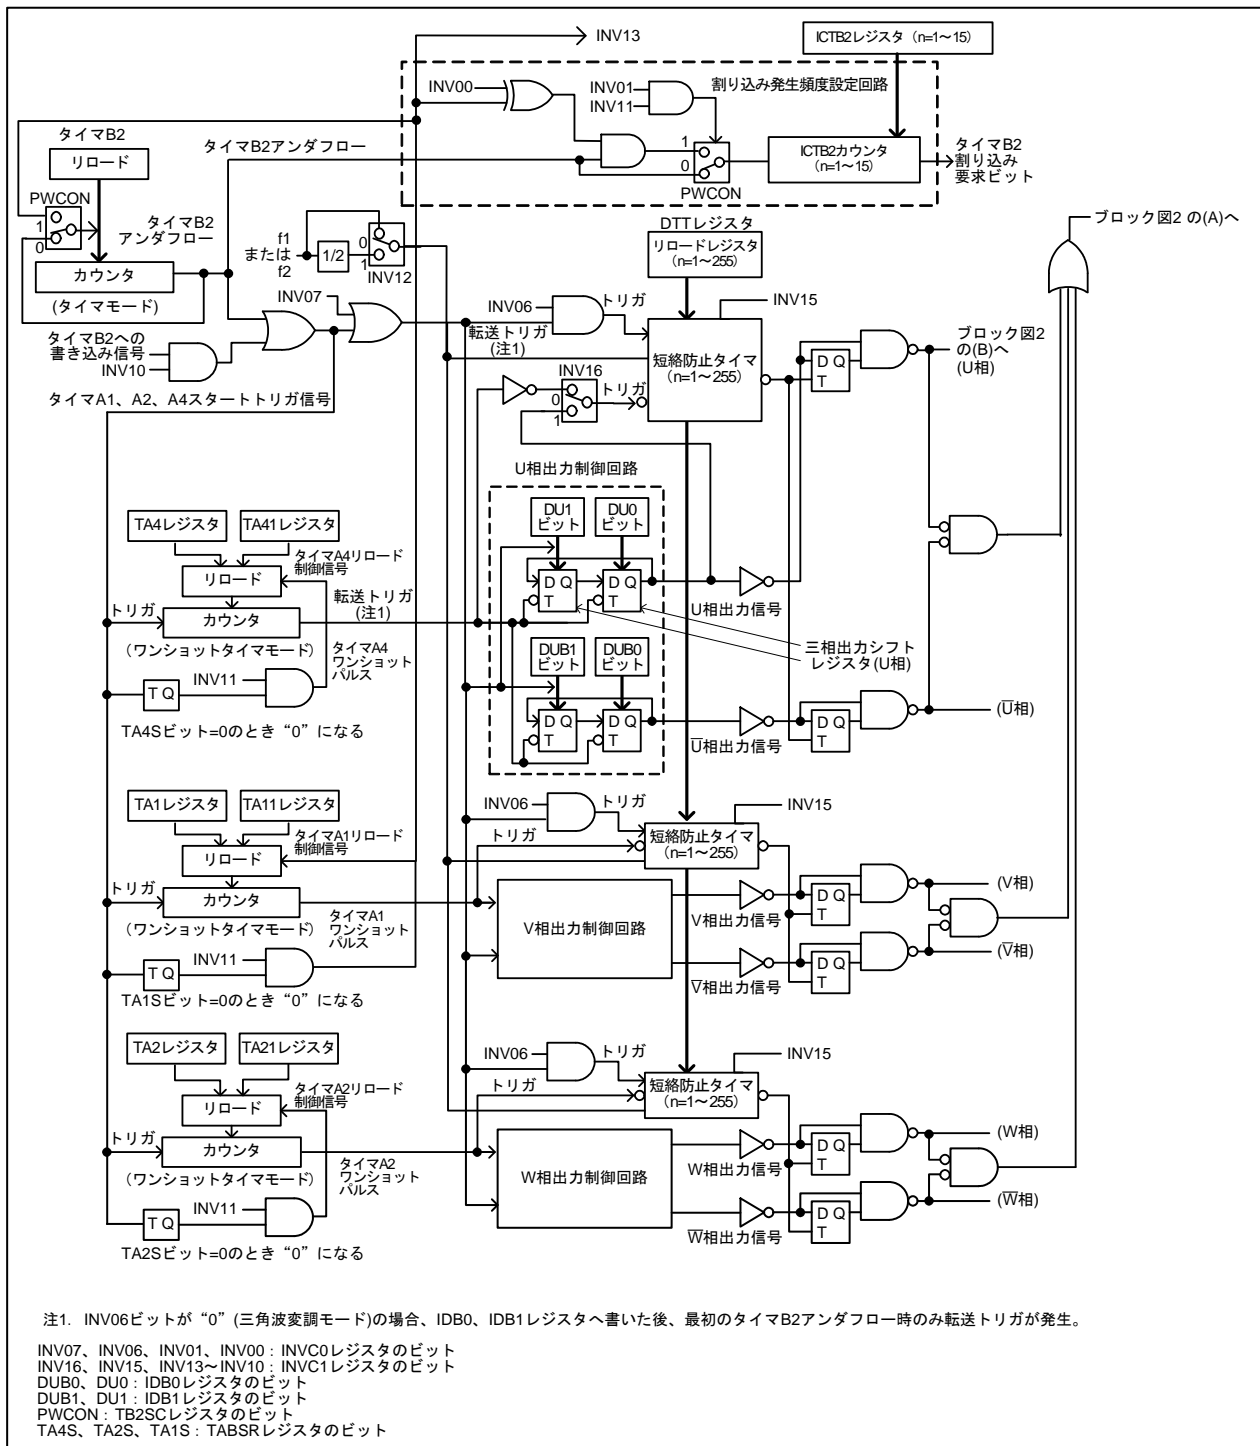 INV13
ICTB2レジスタ (n=1~15)
INV00
INV01
INV11
割り込み発生頻度設定回路
タイマB2
リロード
タイマB2アンダフロー
1
0
PWCON
ICTB2カウンタ
(n=1~15)
タイマB2
割り込み
要求ビット
PWCON
1
0
タイマB2
アンダフロー
カウンタ
(タイマモード)
f1
または
f2
1/2
0
1
INV12
DTTレジスタ
リロードレジスタ
(n=1~255)
ブロック図2 の(A)へ
INV07
INV06
トリガ
INV15
転送トリガ
(注1)
短絡防止タイマ
(n=1~255)
D Q
T
ブロック図2
の(B)へ
(U相)
タイマB2への
書き込み信号
INV10
INV16
0
1
トリガ
タイマA1、A2、A4スタートトリガ信号
U相出力制御回路
DU1
ビット
DU0
ビット
TA4レジスタ
TA41レジスタ
タイマA4リロード
制御信号
リロード
転送トリガ
(注1)
D Q
T
D Q
T
U相出力信号
トリガ
カウンタ
(ワンショットタイマモード)
タイマA4
ワンショット
パルス
三相出力シフト
レジスタ(U相)
DUB1
ビット
DUB0
ビット
INV11
T Q
TA4Sビット=0のとき“0”になる
D Q
T
D Q
T
U̅相出力信号
D Q
T
(U̅相)
TA1レジスタ
TA11レジスタ
タイマA1リロード
制御信号
リロード
INV06
トリガ
INV15
トリガ
短絡防止タイマ
(n=1~255)
トリガ
カウンタ
(ワンショットタイマモード)
タイマA1
ワンショット
パルス
V相出力制御回路
V相出力信号
D Q
T
(V相)
INV11
T Q
TA1Sビット=0のとき“0”になる
V̅相出力信号
D Q
T
(V̅相)
TA2レジスタ
TA21レジスタ
タイマA2リロード
制御信号
リロード
INV06
トリガ
INV15
トリガ
短絡防止タイマ
(n=1~255)
トリガ
カウンタ
(ワンショットタイマモード)
タイマA2
ワンショット
パルス
W相出力制御回路
W相出力信号
D Q
T
(W相)
INV11
T Q
TA2Sビット=0のとき“0”になる
W̅相出力信号
D Q
T
(W̅相)
注1. INV06ビットが“0”(三角波変調モード)の場合、IDB0、IDB1レジスタへ書いた後、最初のタイマB2アンダフロー時のみ転送トリガが発生。
INV07、INV06、INV01、INV00:INVC0レジスタのビット
INV16、INV15、INV13~INV10:INVC1レジスタのビット
DUB0、DU0:IDB0レジスタのビット
DUB1、DU1:IDB1レジスタのビット
PWCON:TB2SCレジスタのビット
TA4S、TA2S、TA1S:TABSRレジスタのビット